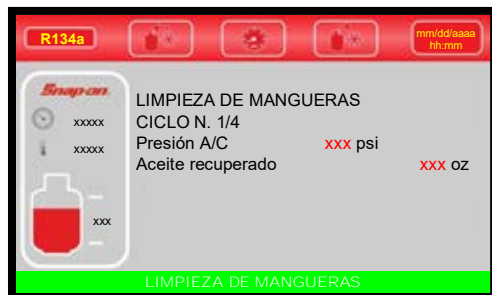 R134a
mm/dd/aaaa
hh:mm
Snap-on
xxxxx
xxxxx
xxx
LIMPIEZA DE MANGUERAS
CICLO N. 1/4
Presión A/C xxx psi
Aceite recuperado xxx oz
LIMPIEZA DE MANGUERAS